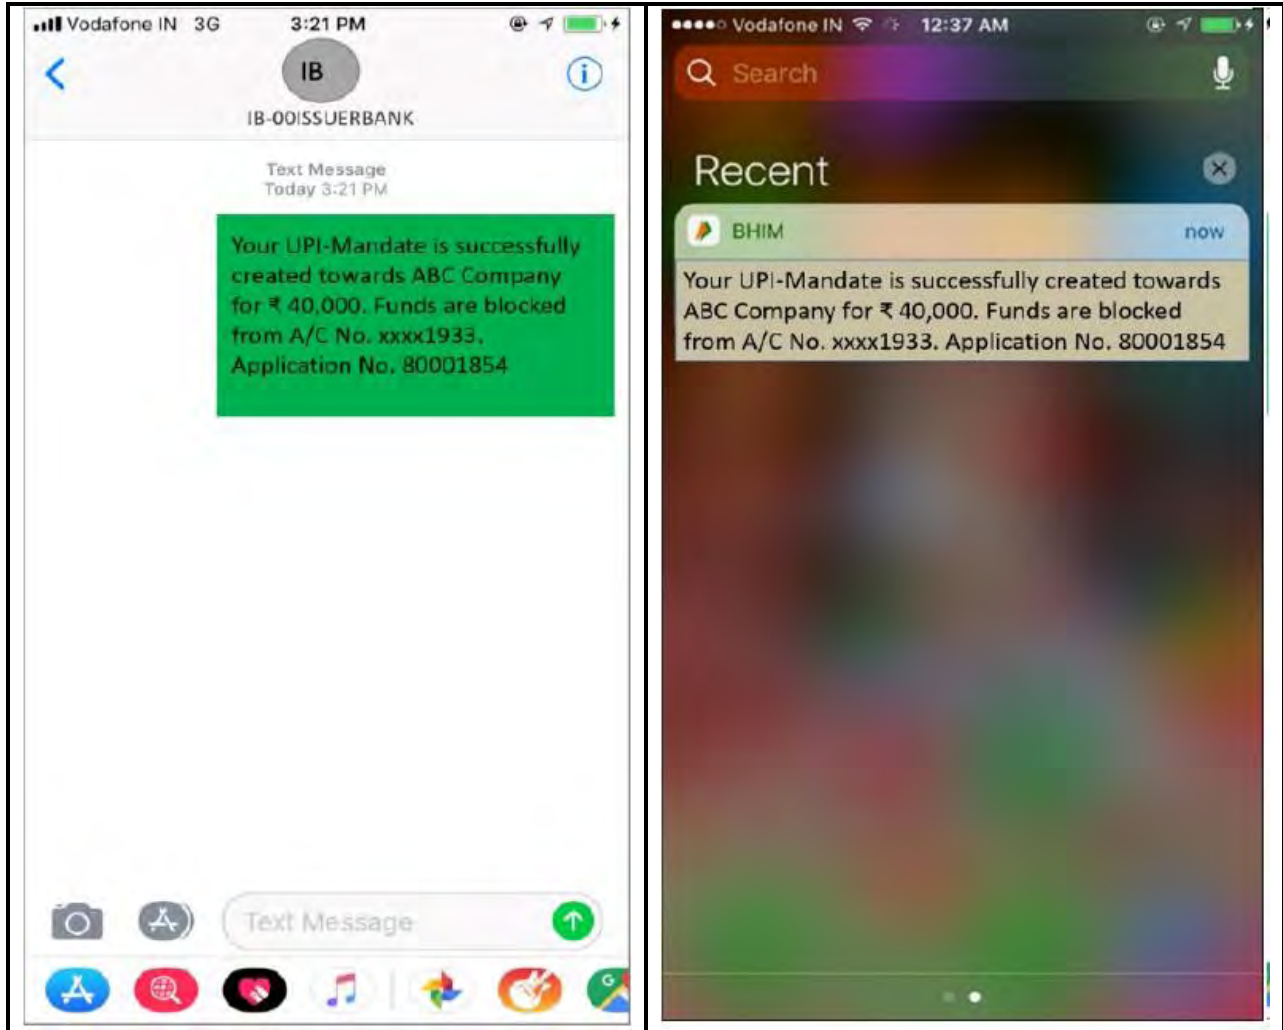 Vodafone IN 3G 3:21 PM
IB
IB-00ISSUERBANK
Text Message
Today 3:21 PM
Your UPI-Mandate is successfully
created towards ABC Company
for ₹ 40,000. Funds are blocked
from A/C No. xxxx1933.
Application No. 80001854
Text Message
Vodafone IN 12:37 AM
Search
Recent
BHIM now
Your UPI-Mandate is successfully created towards
ABC Company for ₹ 40,000. Funds are blocked
from A/C No. xxxx1933. Application No. 80001854